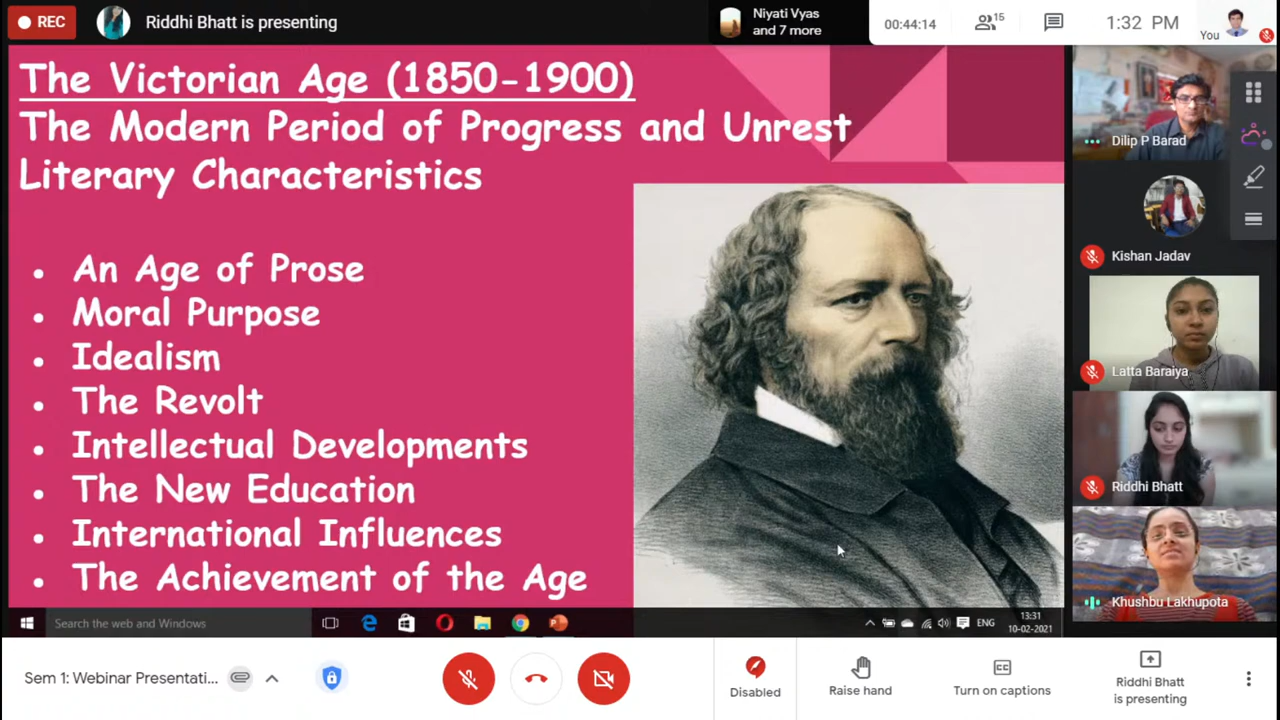 REC
Riddhi Bhatt is presenting
Niyati Vyas
and 7 more
00:44:14
15
1:32 PM
You
The Victorian Age (1850-1900)
The Modern Period of Progress and Unrest
Literary Characteristics
• An Age of Prose
• Moral Purpose
• Idealism
• The Revolt
• Intellectual Developments
• The New Education
• International Influences
• The Achievement of the Age
Dilip P Barad
Kishan Jadav
Latta Baraiya
Riddhi Bhatt
Khushbu Lakhupota
Search the web and Windows
ENG
13:31
10-02-2021
Sem 1: Webinar Presentati...
Disabled
Raise hand
CC
Turn on captions
Riddhi Bhatt
is presenting